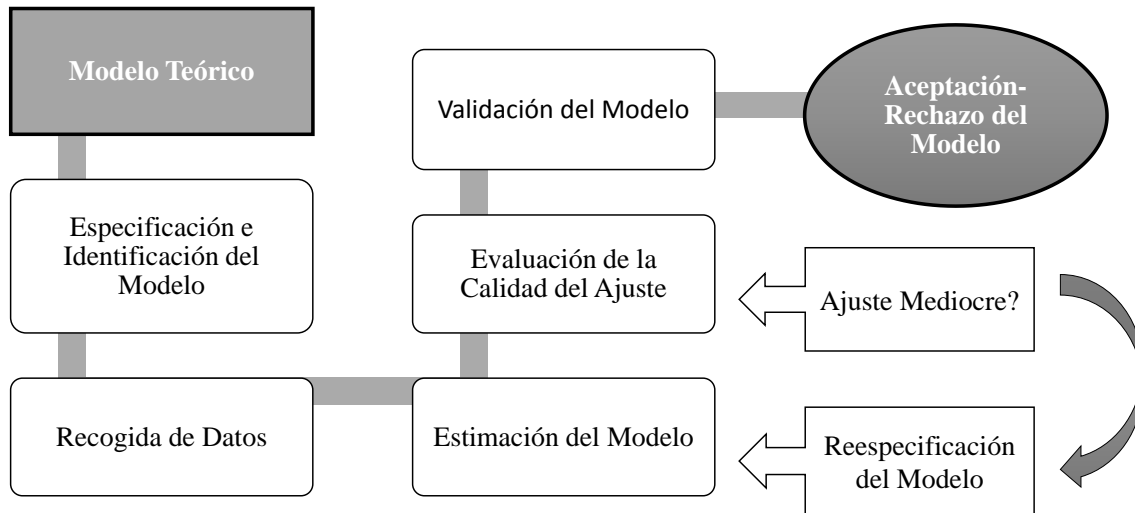 Modelo Teórico
Especificación e
Identificación del
Modelo
Recogida de Datos
Estimación del Modelo
Evaluación de la
Calidad del Ajuste
Validación del Modelo
Aceptación-
Rechazo del
Modelo
Ajuste Mediocre?
Reespecificación
del Modelo